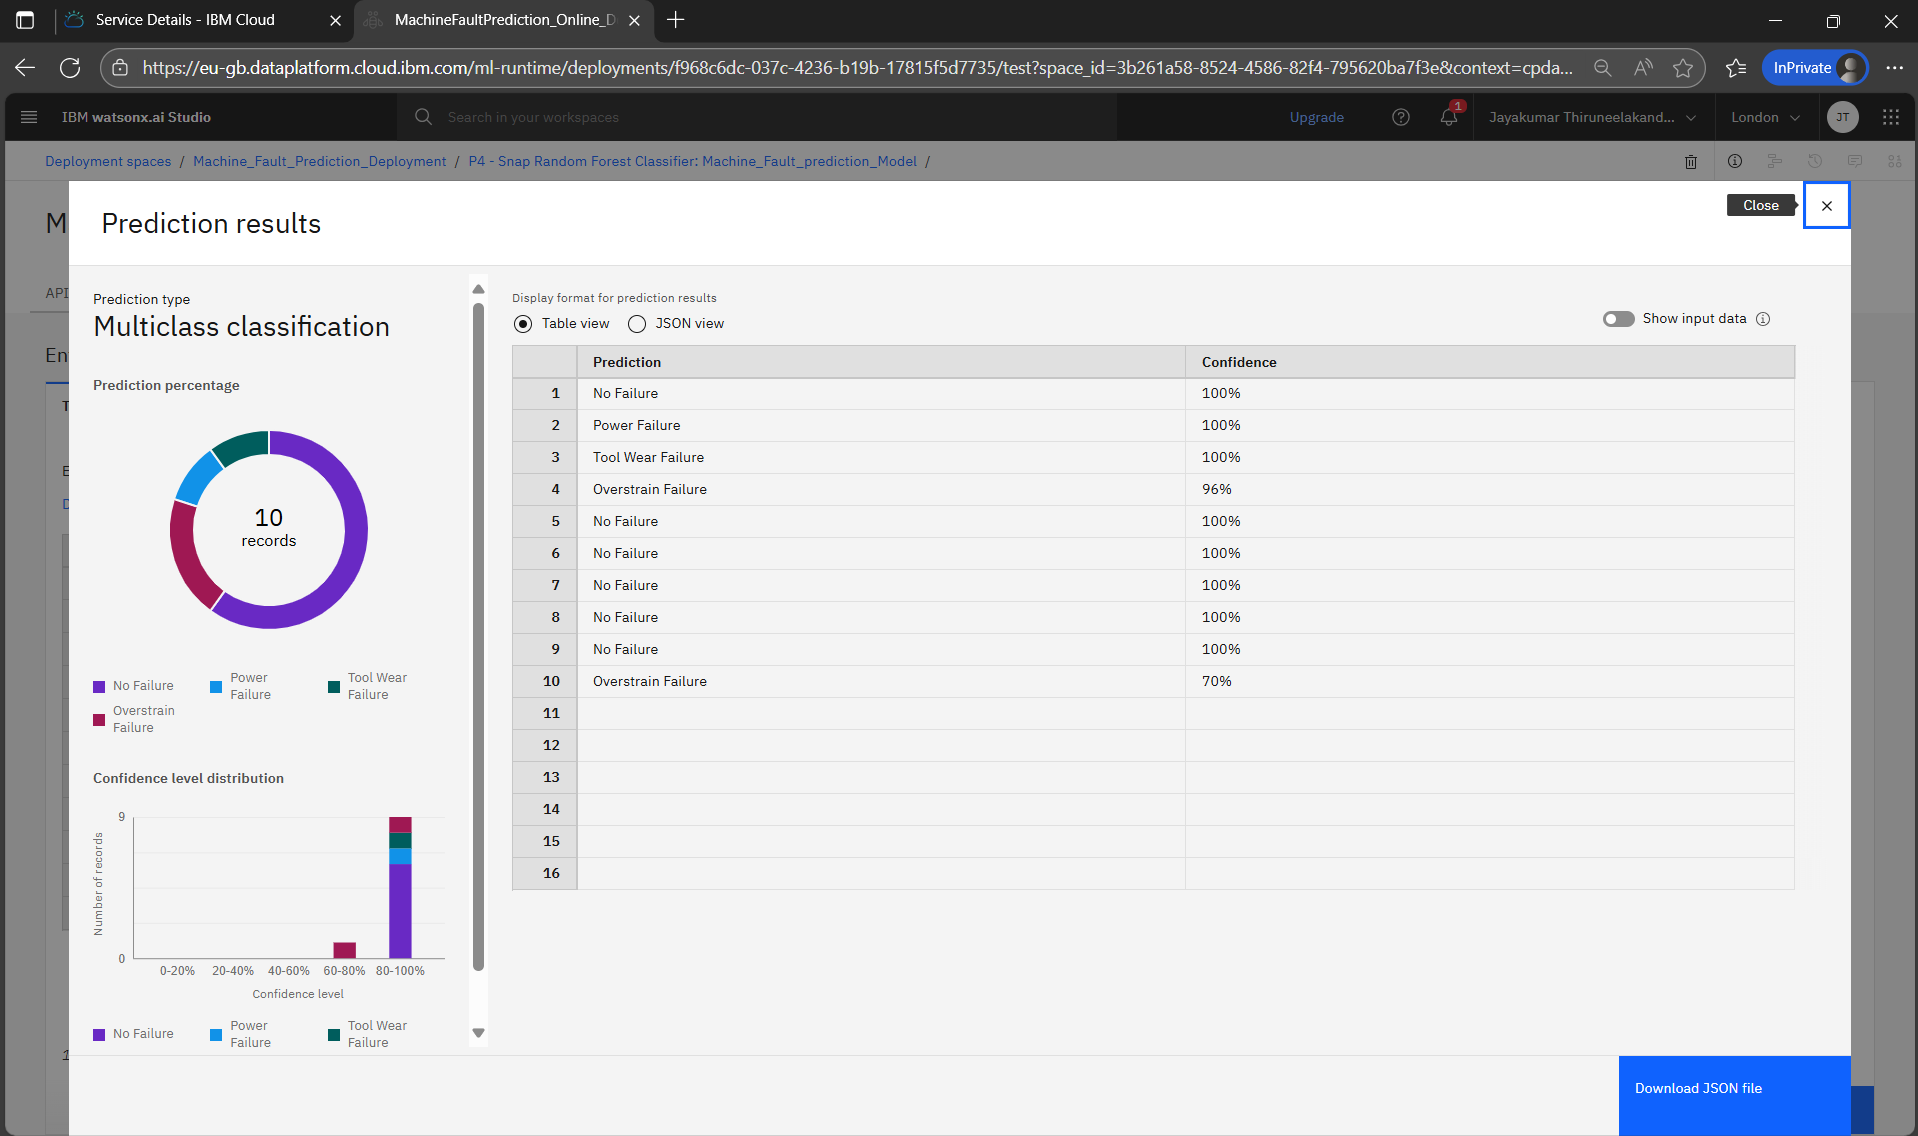 Service Details - IBM Cloud
MachineFaultPrediction_Online_D
https://eu-gb.dataplatform.cloud.ibm.com/ml-runtime/deployments/f968c6dc-037c-4236-b19b-17815f5d7735/test?space_id=3b261a58-8524-4586-82f4-795620ba7f3e&context=cpda...
InPrivate
IBM watsonx.ai Studio
Search in your workspaces
Upgrade
1
Jayakumar Thiruneelakand...
London
JT
Deployment spaces / Machine_Fault_Prediction_Deployment / P4 - Snap Random Forest Classifier: Machine_Fault_prediction_Model /
M
API
En
T
E
D
1
Prediction results
Close
Prediction type
Multiclass classification
Prediction percentage
10
records
No Failure
Power Failure
Tool Wear Failure
Overstrain Failure
Confidence level distribution
Number of records
9
0
0-20% 20-40% 40-60% 60-80% 80-100%
Confidence level
No Failure
Power Failure
Tool Wear Failure
Display format for prediction results
Table view JSON view
Show input data
Prediction Confidence
1 No Failure 100%
2 Power Failure 100%
3 Tool Wear Failure 100%
4 Overstrain Failure 96%
5 No Failure 100%
6 No Failure 100%
7 No Failure 100%
8 No Failure 100%
9 No Failure 100%
10 Overstrain Failure 70%
11
12
13
14
15
16
Download JSON file